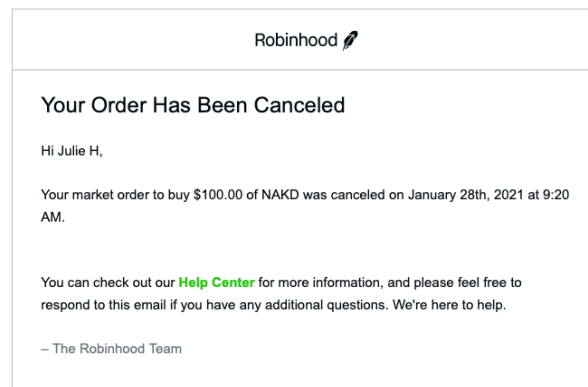 Robinhood
Your Order Has Been Canceled
Hi Julie H,
Your market order to buy $100.00 of NAKD was canceled on January 28th, 2021 at 9:20
AM.
You can check out our Help Center for more information, and please feel free to
respond to this email if you have any additional questions. We're here to help.
– The Robinhood Team